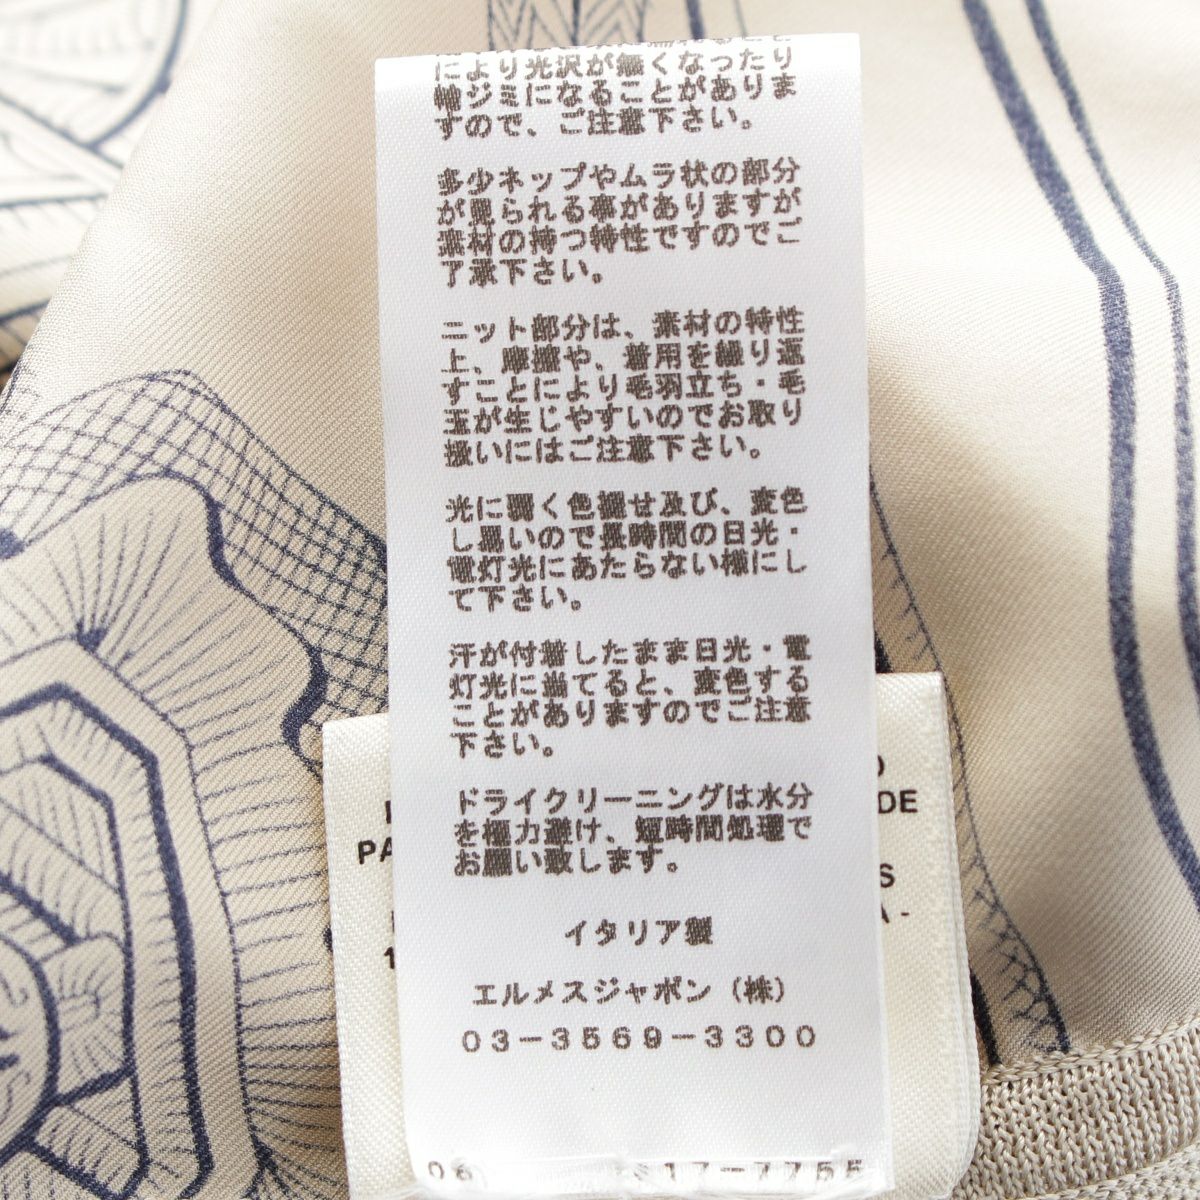 により光沢が無くなったり
輪ジミになることがありま
すので、ご注意下さい。
多少ネップやムラ状の部分
が見られる事がありますが
素材の持つ特性ですのでご
了承下さい。
ニット部分は、素材の特性
上、摩擦や、着用を繰り返
すことにより毛羽立ち・毛
玉が生じやすいのでお取り
扱いにはご注意下さい。
光に弱く色褪せ及び、変色
し易いので長時間の日光・
電灯光にあたらない様にし
て下さい。
汗が付着したまま日光・電
灯光に当てると、変色する
ことがありますのでご注意
下さい。
ドライクリーニングは水分
を極力避け、短時間処理で
お願い致します。
イタリア製
エルメスジャポン（株）
03-3569-3300
DE
PA
S
A -
06 S17-7755